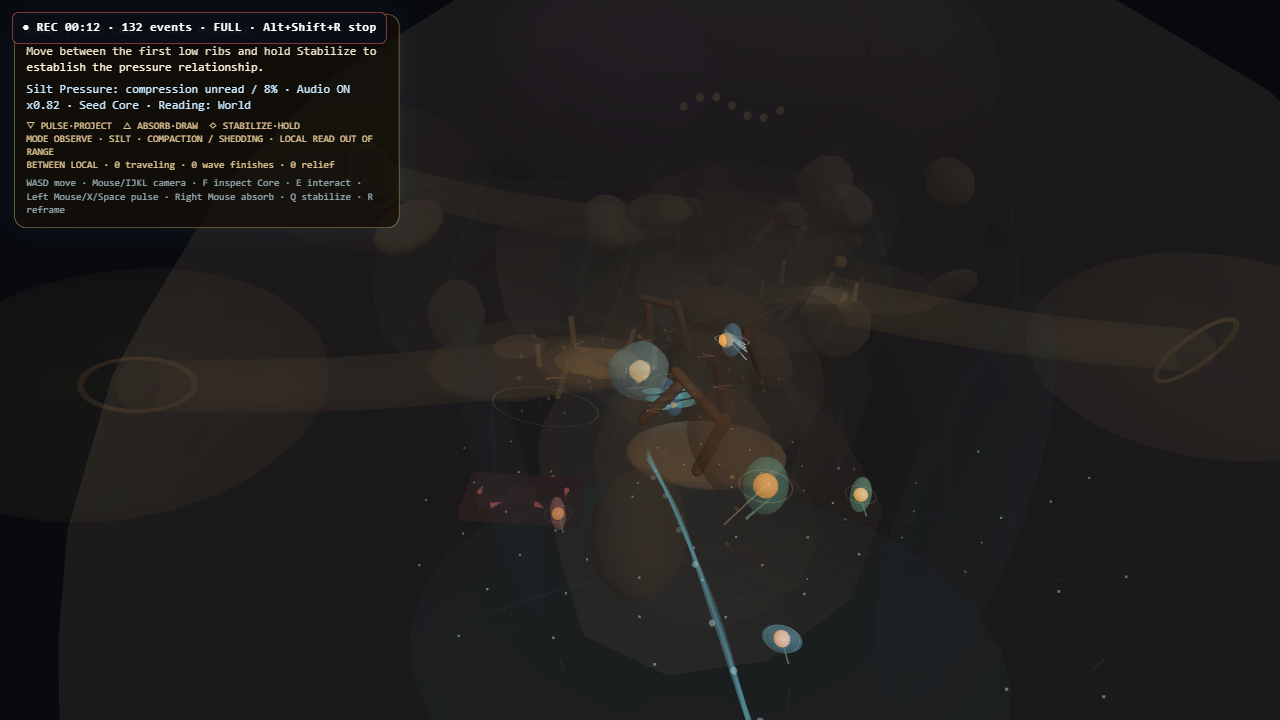 ● REC 00:12 · 132 events · FULL · Alt+Shift+R stop
Move between the first low ribs and hold Stabilize to
establish the pressure relationship.
Silt Pressure: compression unread / 8% · Audio ON
x0.82 · Seed Core · Reading: World
▽ PULSE·PROJECT △ ABSORB·DRAW ◇ STABILIZE·HOLD
MODE OBSERVE · SILT · COMPACTION / SHEDDING · LOCAL READ OUT OF
RANGE
BETWEEN LOCAL · 0 traveling · 0 wave finishes · 0 relief
WASD move · Mouse/IJKL camera · F inspect Core · E interact ·
Left Mouse/X/Space pulse · Right Mouse absorb · Q stabilize · R
reframe